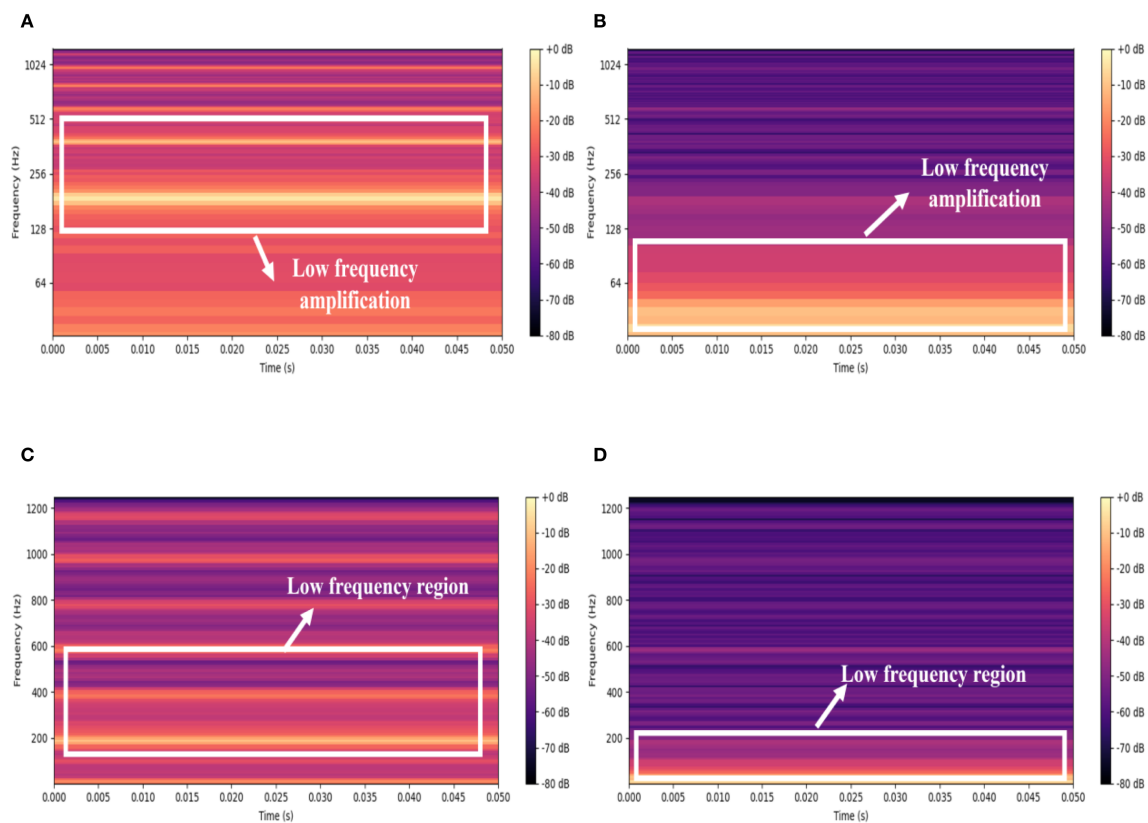 A
B
1024
512
256
128
64
Frequency (Hz)
0.000 0.005 0.010 0.015 0.020 0.025 0.030 0.035 0.040 0.045 0.050
Time (s)
+0 dB
-10 dB
-20 dB
-30 dB
-40 dB
-50 dB
-60 dB
-70 dB
-80 dB
Low frequency
amplification
1024
512
256
128
64
Frequency (Hz)
0.000 0.005 0.010 0.015 0.020 0.025 0.030 0.035 0.040 0.045 0.050
Time (s)
+0 dB
-10 dB
-20 dB
-30 dB
-40 dB
-50 dB
-60 dB
-70 dB
-80 dB
Low frequency
amplification
C
D
1200
1000
800
600
400
200
Frequency (Hz)
0.000 0.005 0.010 0.015 0.020 0.025 0.030 0.035 0.040 0.045 0.050
Time (s)
+0 dB
-10 dB
-20 dB
-30 dB
-40 dB
-50 dB
-60 dB
-70 dB
-80 dB
Low frequency region
1200
1000
800
600
400
200
Frequency (Hz)
0.000 0.005 0.010 0.015 0.020 0.025 0.030 0.035 0.040 0.045 0.050
Time (s)
+0 dB
-10 dB
-20 dB
-30 dB
-40 dB
-50 dB
-60 dB
-70 dB
-80 dB
Low frequency region